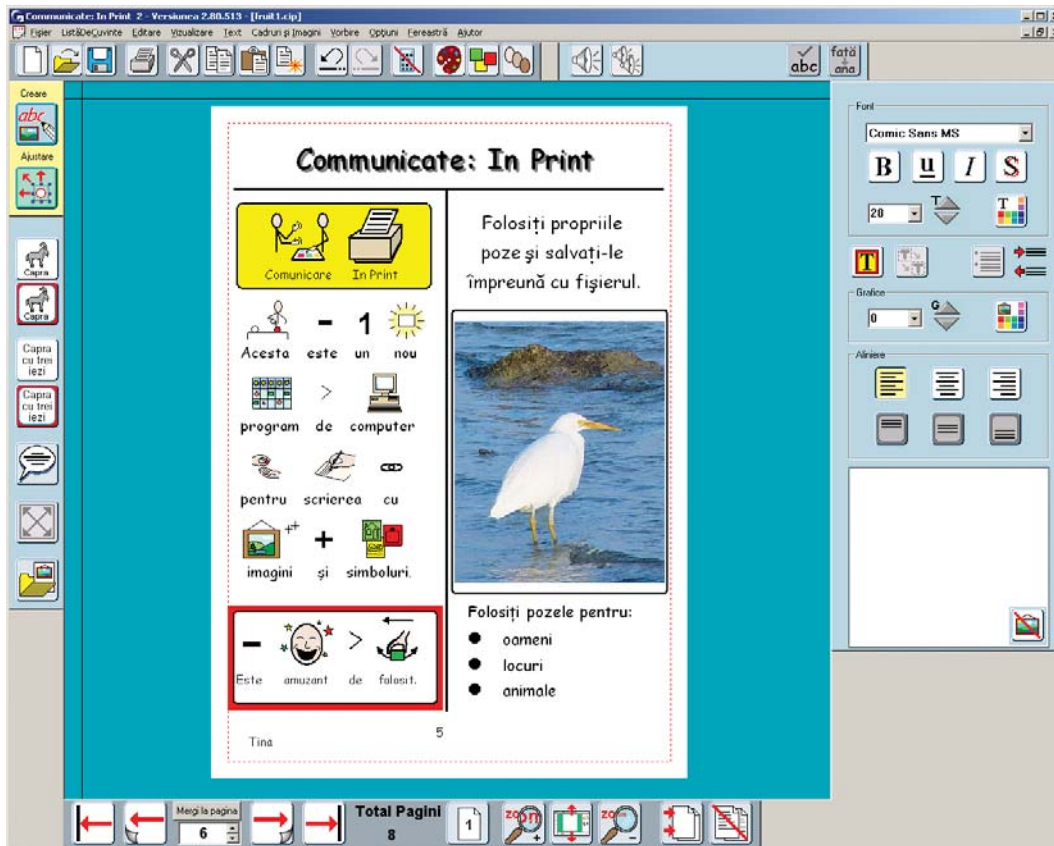 Communicate: In Print 2 - Versiunea 2.80.513 - [fruit1.cip]
Fişier ListăDeCuvinte Editare Vizualizare Text Cadruri şi Imagini Vorbire Opţiuni Fereastră Ajutor
abc
faţă
ană
Creare
abc
Ajustare
Capra
Capra
Capra
cu trei
iezi
Capra
cu trei
iezi
Communicate: In Print
Comunicare In Print
Acesta este un nou
1
program de computer
pentru scrierea cu
imagini şi simboluri.
Este amuzant de folosit.
Folosiţi propriile
poze şi salvaţi-le
împreună cu fişierul.
Folosiţi pozele pentru:
● oameni
● locuri
● animale
Tina
5
Font
Comic Sans MS
B u I S
20
T
T
T
Grafice
0
G
Aliniere
Mergi la pagina
6
Total Pagini
8
1
zoom
+
zoom
-